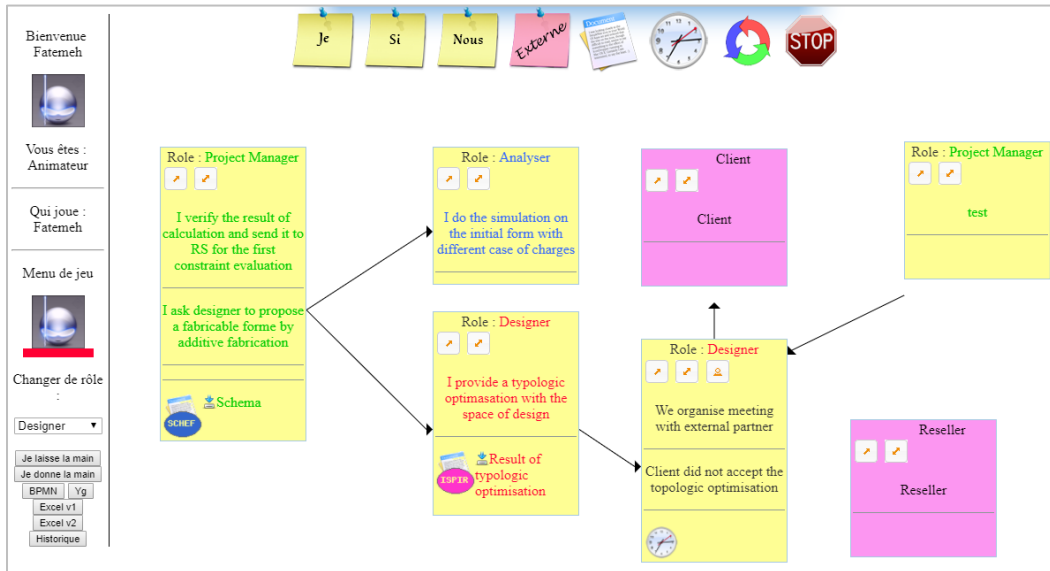 Bienvenue
Fatemeh
Vous êtes :
Animateur
Qui joue :
Fatemeh
Menu de jeu
Changer de rôle
:
Designer
Je laisse la main
Je donne la main
BPMN Yg
Excel v1
Excel v2
Historique
Je
Si
Nous
Externe
Document
STOP
Role : Project Manager
I verify the result of
calculation and send it to
RS for the first
constraint evaluation
I ask designer to propose
a fabricable forme by
additive fabrication
SCHEF
Schema
Role : Analyser
I do the simulation on
the initial form with
different case of charges
Role : Designer
I provide a typologic
optimasation with the
space of design
ISPIR
Result of
typologic
optimisation
Client
Client
Role : Designer
We organise meeting
with external partner
Client did not accept the
topologic optimisation
Role : Project Manager
test
Reseller
Reseller